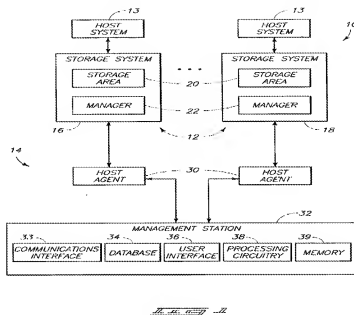 13
HOST
SYSTEM
13
HOST
SYSTEM
10
STORAGE SYSTEM
STORAGE
AREA
MANAGER
16
• • •
20
22
12
STORAGE SYSTEM
STORAGE
AREA
MANAGER
18
14
HOST
AGENT
30
HOST
AGENT
32
MANAGEMENT STATION
33
COMMUNICATIONS
INTERFACE
34
DATABASE
36
USER
INTERFACE
38
PROCESSING
CIRCUITRY
39
MEMORY